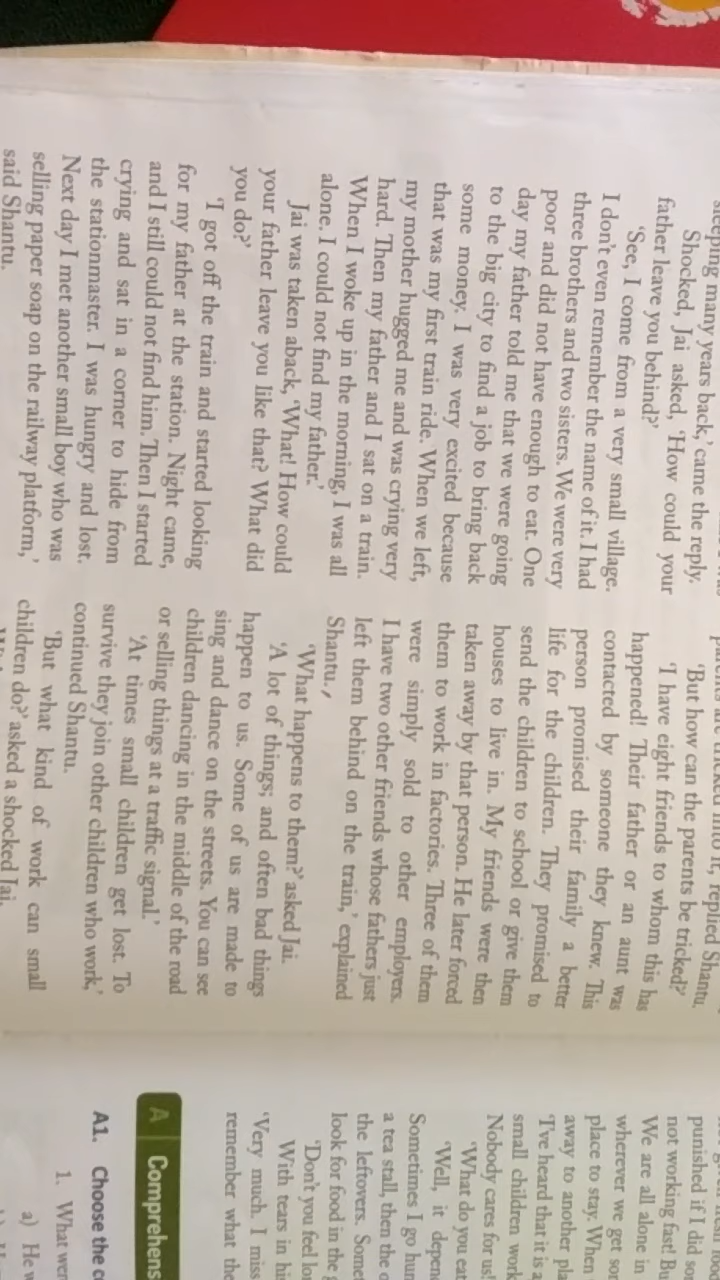 sleeping many years back,' came the reply.
Shocked, Jai asked, 'How could your
father leave you behind?'
'See, I come from a very small village.
I don't even remember the name of it. I had
three brothers and two sisters. We were very
poor and did not have enough to eat. One
day my father told me that we were going
to the big city to find a job to bring back
some money. I was very excited because
that was my first train ride. When we left,
my mother hugged me and was crying very
hard. Then my father and I sat on a train.
When I woke up in the morning, I was all
alone. I could not find my father.'
Jai was taken aback, 'What! How could
your father leave you like that? What did
you do?'
'I got off the train and started looking
for my father at the station. Night came,
and I still could not find him. Then I started
crying and sat in a corner to hide from
the stationmaster. I was hungry and lost.
Next day I met another small boy who was
selling paper soap on the railway platform,'
said Shantu.
parents are tricked into it, replied Shantu.
'But how can the parents be tricked?'
'I have eight friends to whom this has
happened! Their father or an aunt was
contacted by someone they knew. This
person promised their family a better
life for the children. They promised to
send the children to school or give them
houses to live in. My friends were then
taken away by that person. He later forced
them to work in factories. Three of them
were simply sold to other employers.
I have two other friends whose fathers just
left them behind on the train,' explained
Shantu.
'What happens to them?' asked Jai.
'A lot of things; and often bad things
happen to us. Some of us are made to
sing and dance on the streets. You can see
children dancing in the middle of the road
or selling things at a traffic signal.'
'At times small children get lost. To
survive they join other children who work,'
continued Shantu.
'But what kind of work can small
children do?' asked a shocked Jai.
punished if I did
not working fast! Bu
We are all alone in
wherever we get so
place to stay. When
away to another pl
'I've heard that it is
small children work
Nobody cares for us!
'What do you eat
'Well, it depen
Sometimes I go hun
a tea stall, then the
the leftovers. Somet
look for food in the
'Don't you feel lo
With tears in hi
'Very much. I miss
remember what the
A Comprehens
A1. Choose the c
1. What wer
a) He w